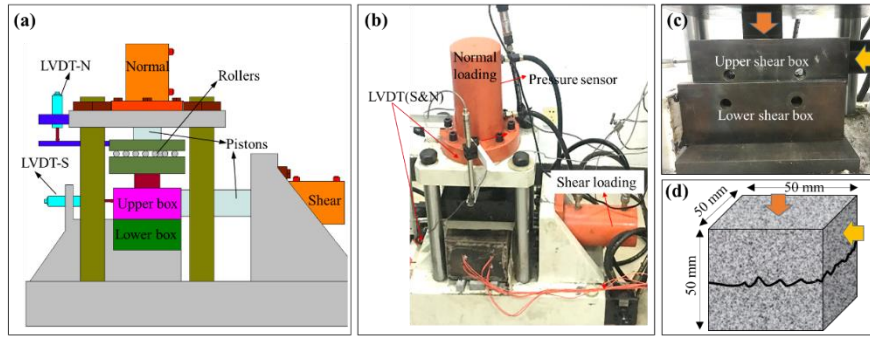 (a)
Normal
LVDT-N
Rollers
Pistons
LVDT-S
Upper box
Shear
Lower box
(b)
Normal
loading
Pressure sensor
LVDT(S&N)
Shear loading
(c)
Upper shear box
Lower shear box
(d)
50 mm
50 mm
50 mm